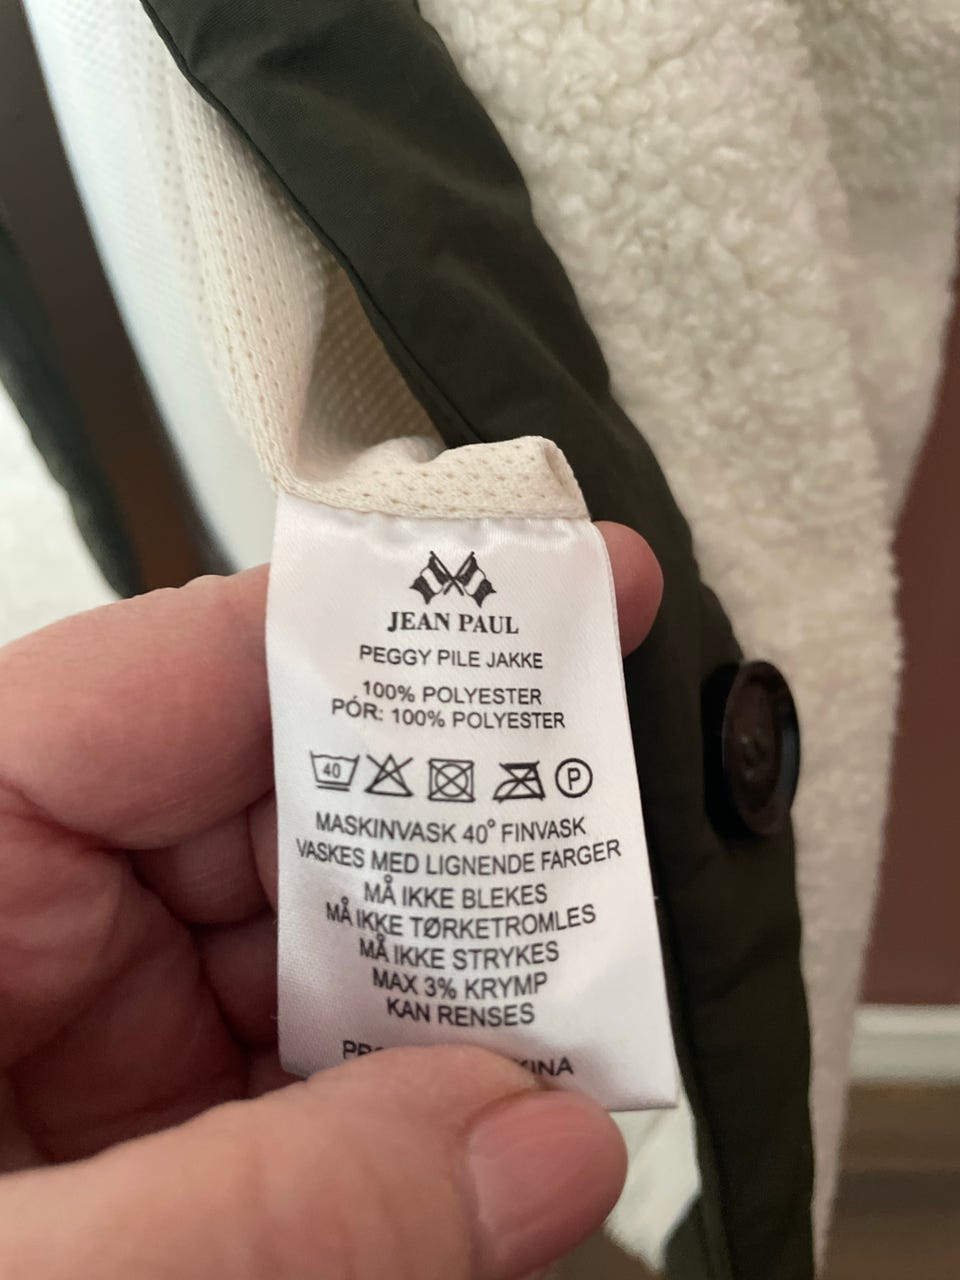 JEAN PAUL
PEGGY PILE JAKKE
100% POLYESTER
PÓR: 100% POLYESTER
40 P
MASKINVASK 40° FINVASK
VASKES MED LIGNENDE FARGER
MÅ IKKE BLEKES
MÅ IKKE TØRKETROMLES
MÅ IKKE STRYKES
MAX 3% KRYMP
KAN RENSES